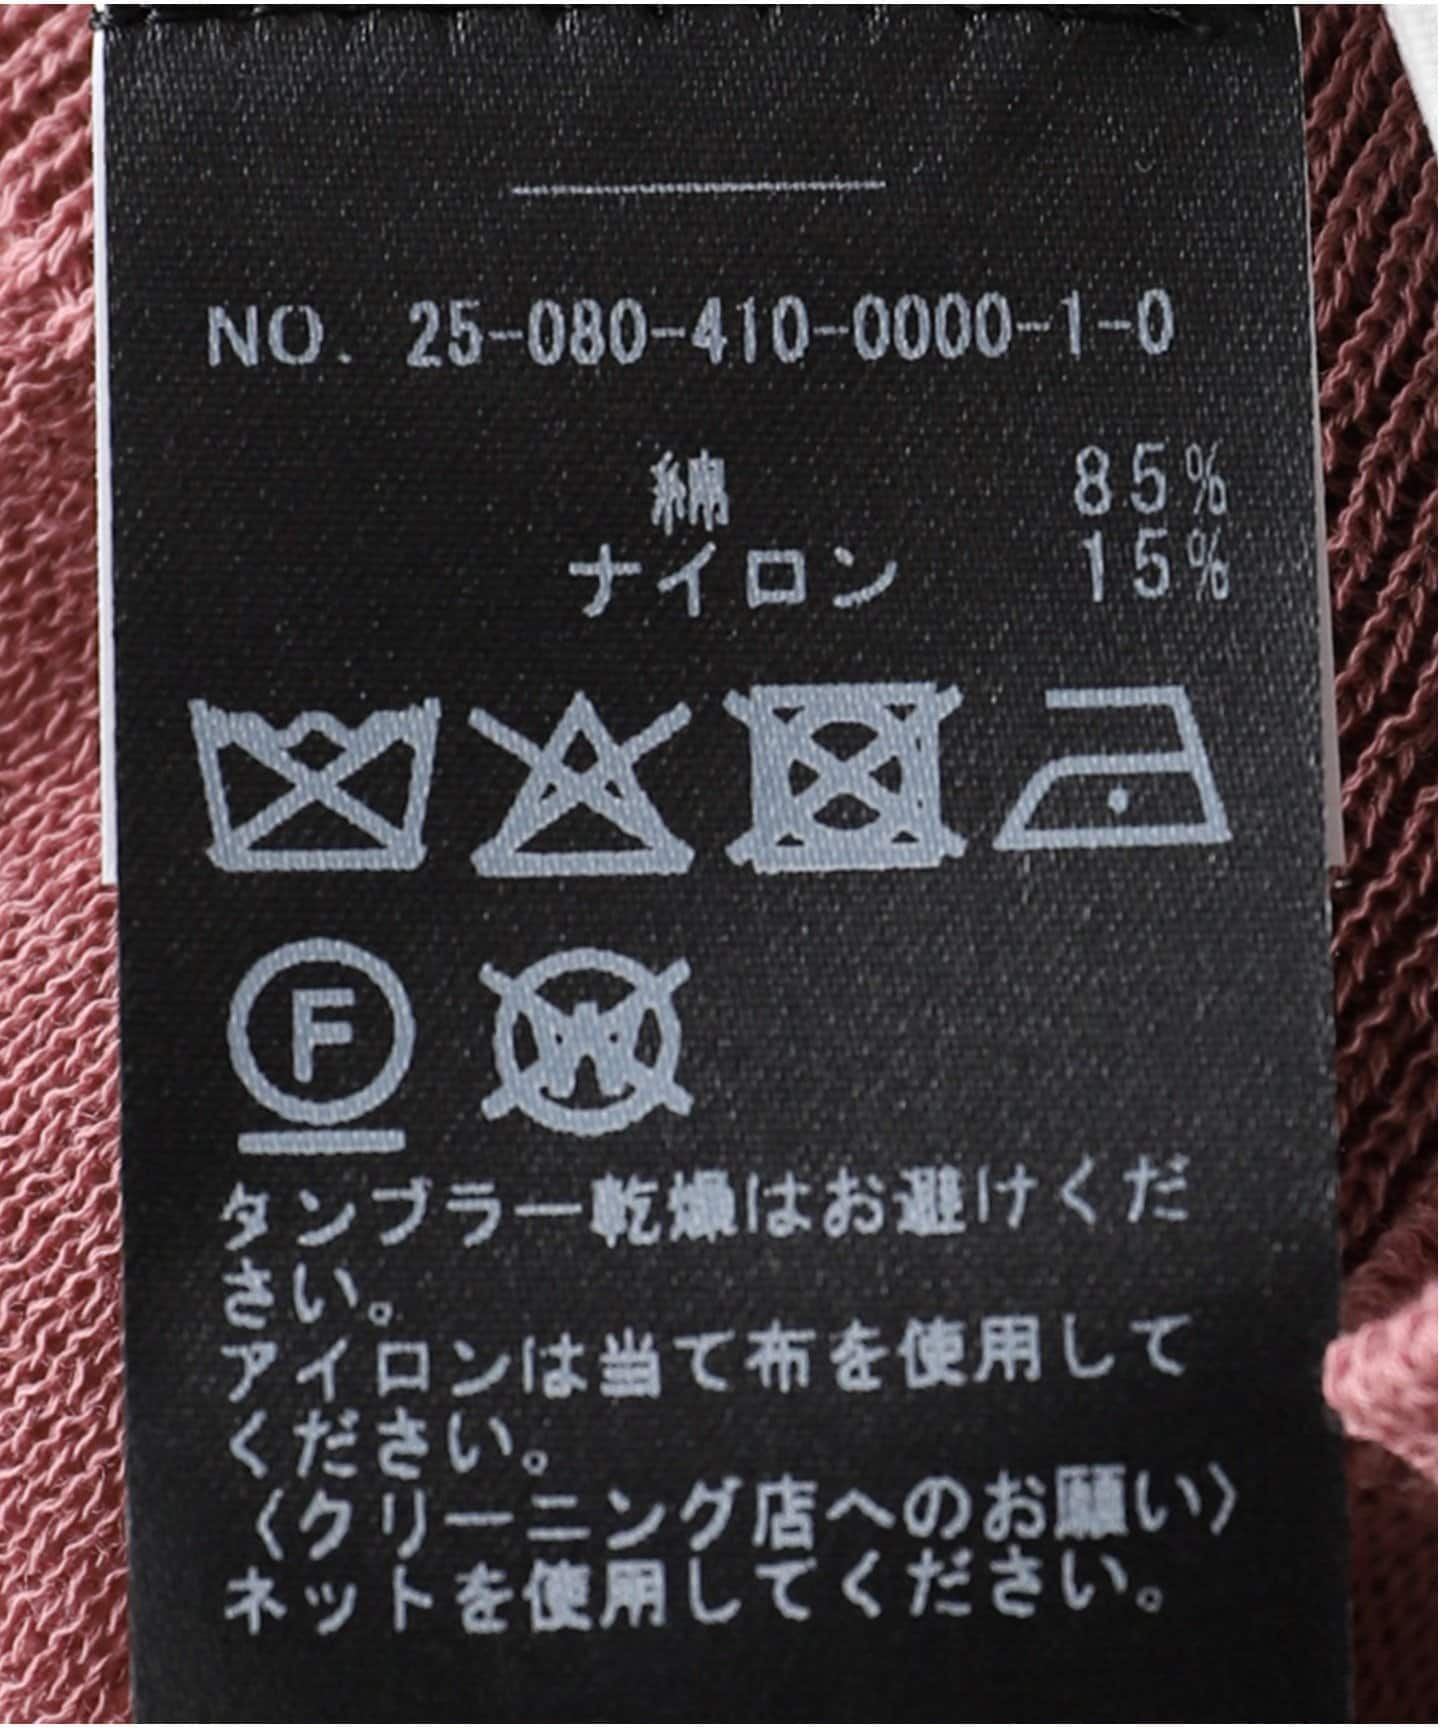 NO. 25-080-410-0000-1-0
綿 85%
ナイロン 15%
F W
タンブラー乾燥はお避けくだ
さい。
アイロンは当て布を使用して
ください。
〈クリーニング店へのお願い〉
ネットを使用してください。